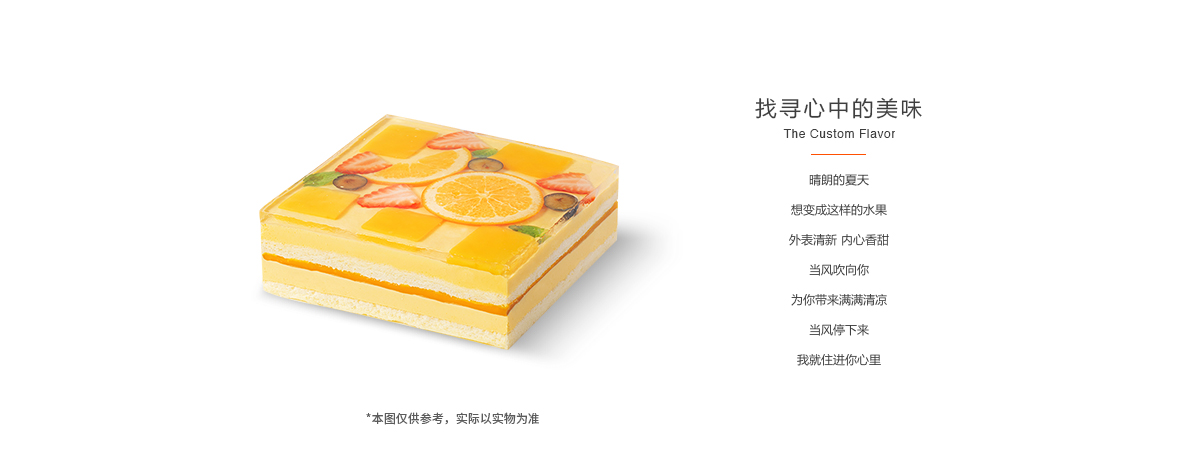 找寻心中的美味
The Custom Flavor
晴朗的夏天
想变成这样的水果
外表清新 内心香甜
当风吹向你
为你带来满满清凉
当风停下来
我就住进你心里
*本图仅供参考，实际以实物为准